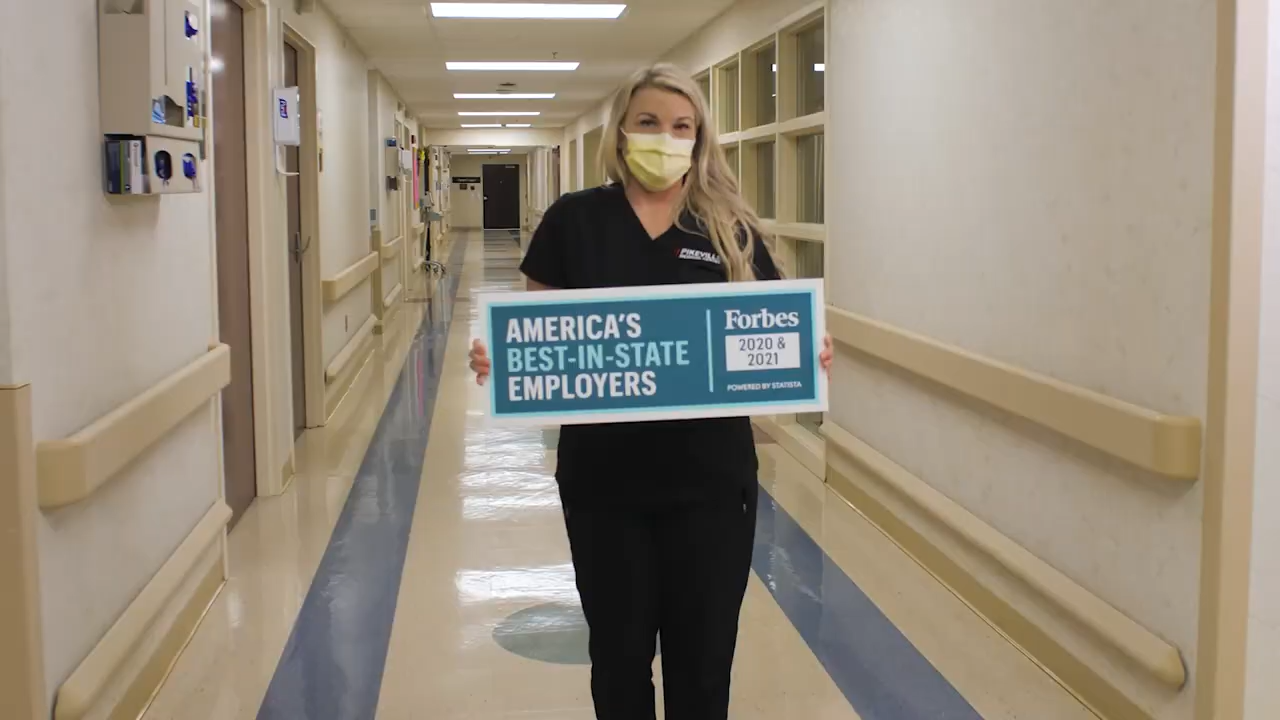 PIKEVILLE
AMERICA'S
BEST-IN-STATE
EMPLOYERS
Forbes
2020 &
2021
POWERED BY STATISTA